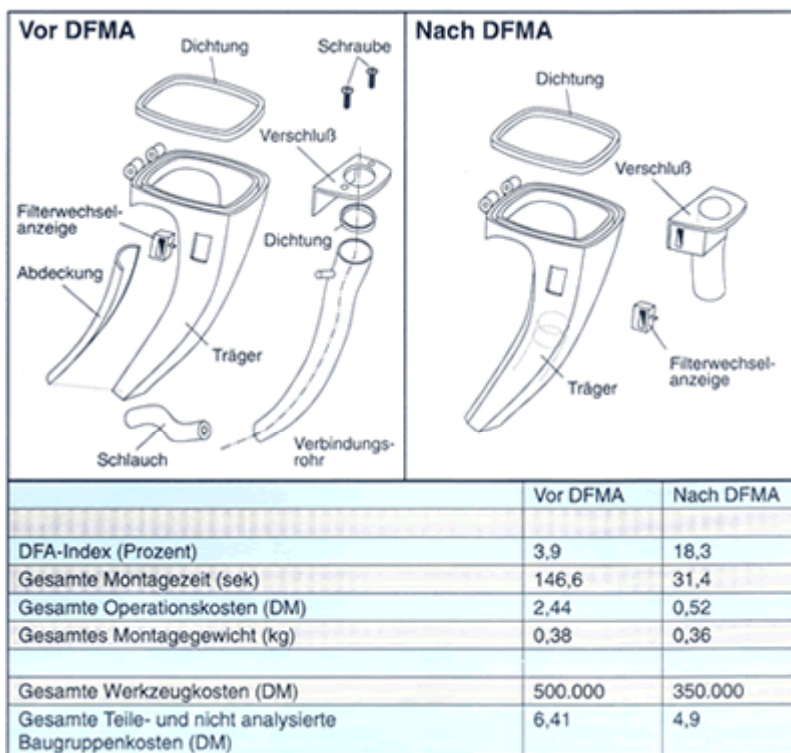 Vor DFMA
Dichtung
Schraube
Verschluß
Filterwechsel-
anzeige
Dichtung
Abdeckung
Träger
Schlauch
Verbindungs-
rohr
Nach DFMA
Dichtung
Verschluß
Träger
Filterwechsel-
anzeige
Vor DFMA Nach DFMA
DFA-Index (Prozent) 3,9 18,3
Gesamte Montagezeit (sek) 146,6 31,4
Gesamte Operationskosten (DM) 2,44 0,52
Gesamtes Montagegewicht (kg) 0,38 0,36
Gesamte Werkzeugkosten (DM) 500.000 350.000
Gesamte Teile- und nicht analysierte 6,41 4,9
Baugruppenkosten (DM)